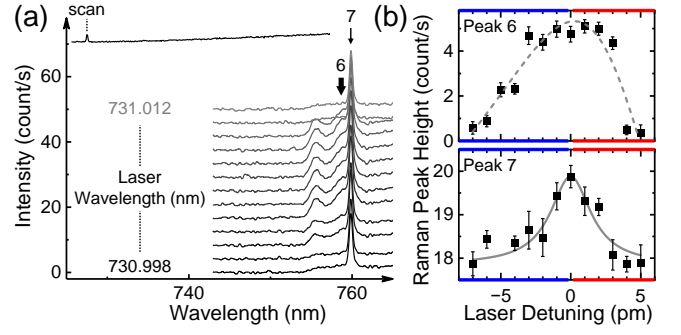 (a)
scan
7
6
Intensity (count/s)
60
40
20
0
731.012
Laser
Wavelength (nm)
730.998
740
760
Wavelength (nm)
(b)
Peak 6
Raman Peak Height (count/s)
4
2
0
Peak 7
20
19
18
−5
0
5
Laser Detuning (pm)